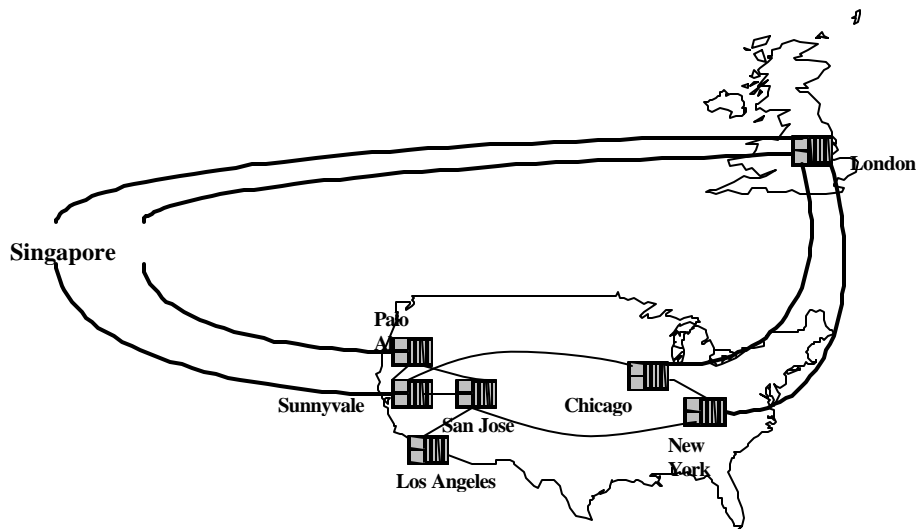 London
Singapore
Palo
A
Sunnyvale
San Jose
Chicago
Los Angeles
New
York